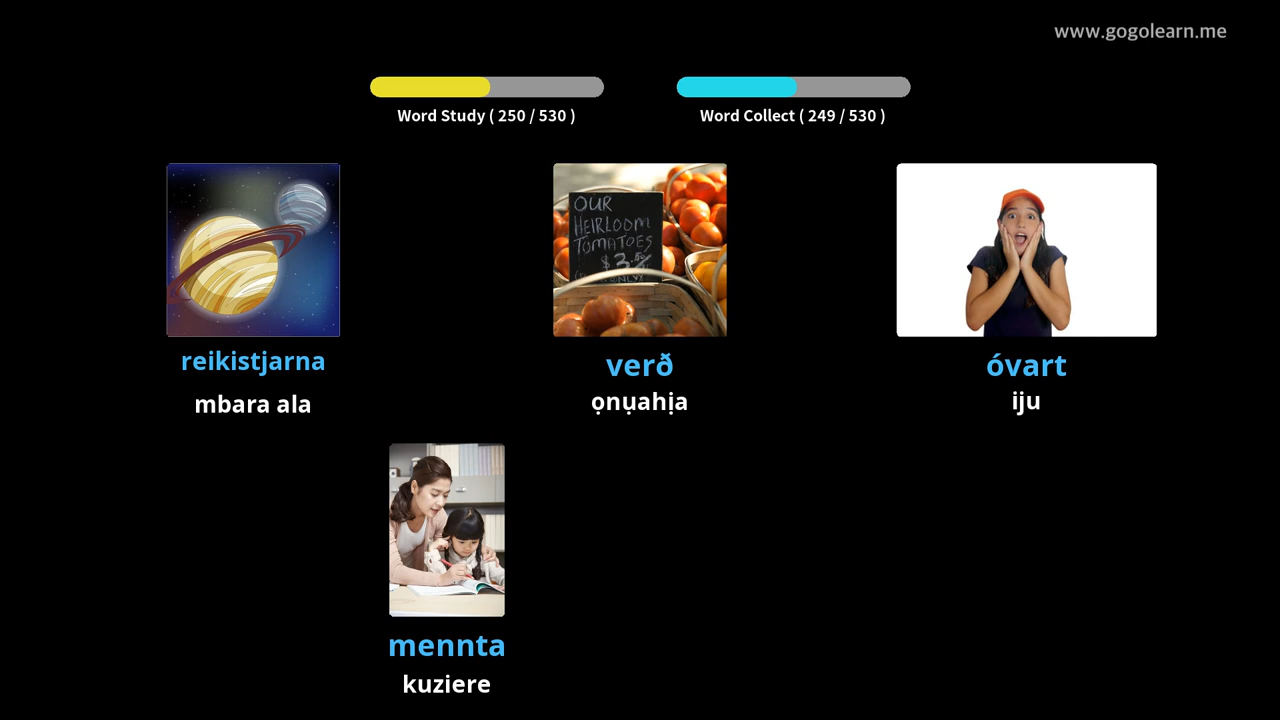 www.gogolearn.me
Word Study ( 250 / 530 )
Word Collect ( 249 / 530 )
OUR
HEIRLOOM
TOMATOES
reikistjarna
mbara ala
verð
ọnụahịa
óvart
iju
mennta
kuziere